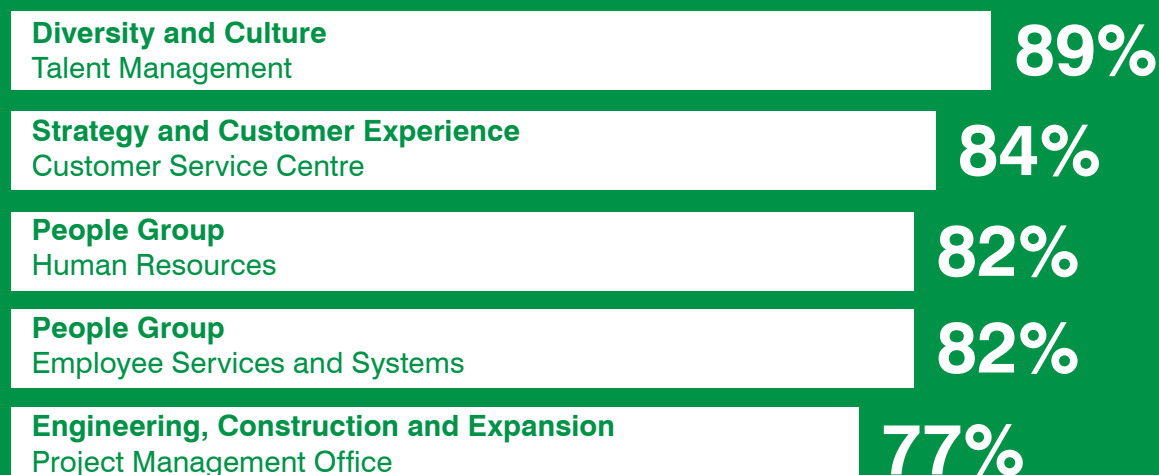 Diversity and Culture
Talent Management
89%
Strategy and Customer Experience
Customer Service Centre
84%
People Group
Human Resources
82%
People Group
Employee Services and Systems
82%
Engineering, Construction and Expansion
Project Management Office
77%